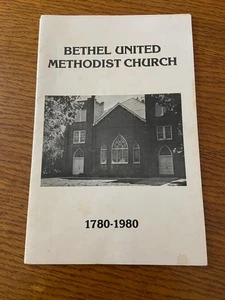 BETHEL UNITED
METHODIST CHURCH
1780-1980